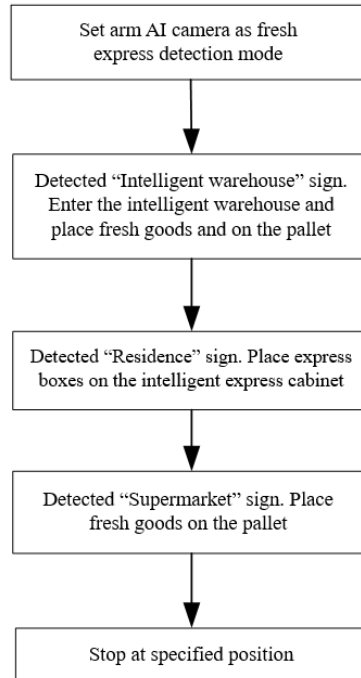 Set arm AI camera as fresh
express detection mode
Detected “Intelligent warehouse” sign.
Enter the intelligent warehouse and
place fresh goods and on the pallet
Detected “Residence” sign. Place express
boxes on the intelligent express cabinet
Detected “Supermarket” sign. Place
fresh goods on the pallet
Stop at specified position